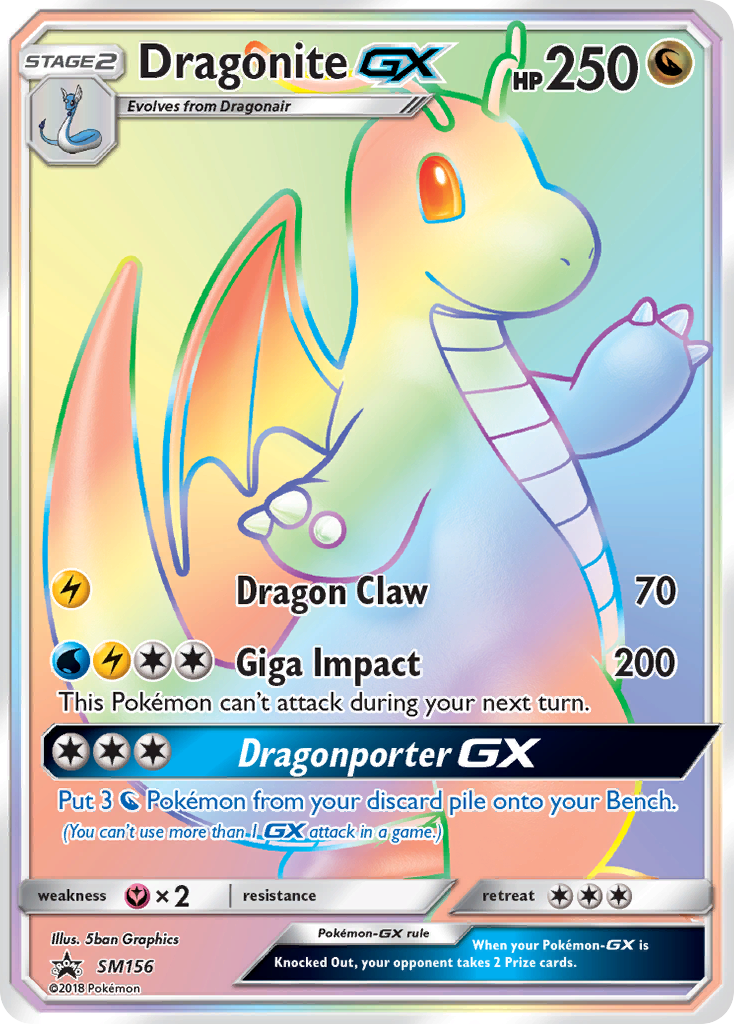 STAGE2 Dragonite GX HP250
Evolves from Dragonair
Dragon Claw 70
Giga Impact 200
This Pokémon can't attack during your next turn.
Dragonporter GX
Put 3 Pokémon from your discard pile onto your Bench.
(You can't use more than 1 GX attack in a game.)
weakness ×2 resistance retreat
Illus. 5ban Graphics
SM156
©2018 Pokémon
Pokémon-GX rule
When your Pokémon-GX is
Knocked Out, your opponent takes 2 Prize cards.